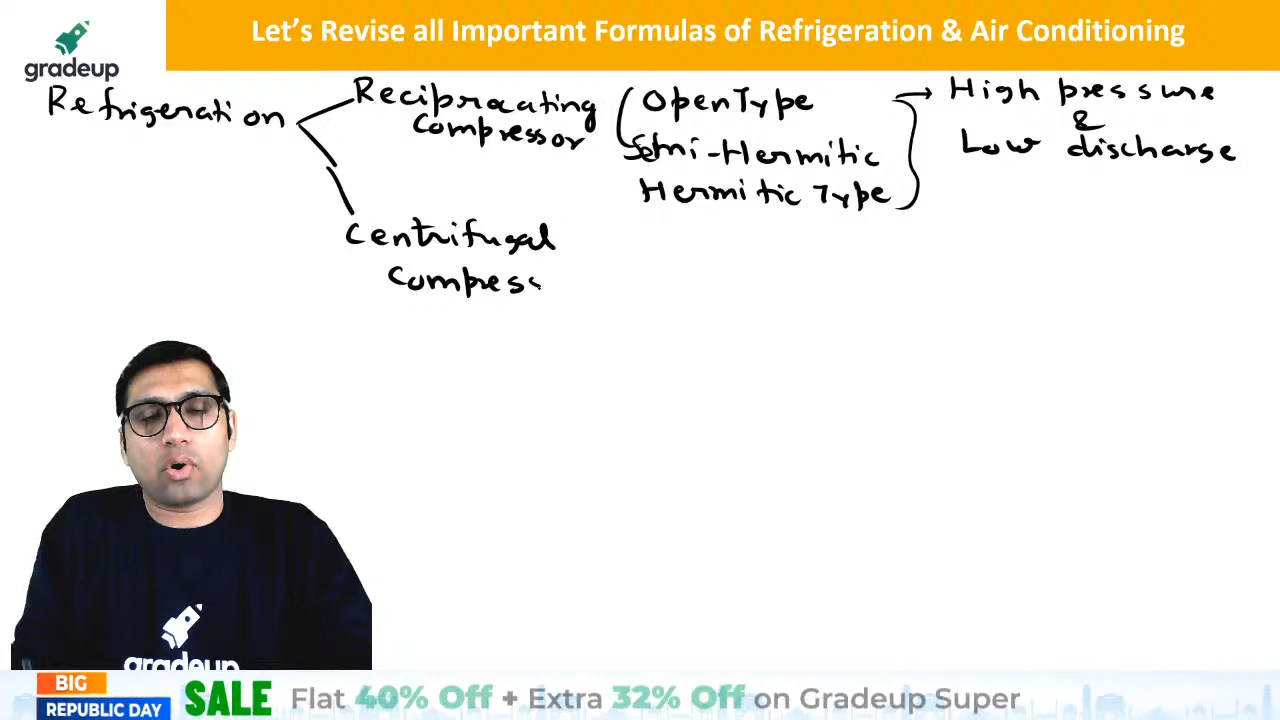 Let's Revise all Important Formulas of Refrigeration & Air Conditioning
gradeup
Refrigeration
Reciprocating
Compressor
Open Type
Semi-Hermitic
Hermitic Type
High pressure
&
Low discharge
Centrifugal
Compress
gradeup
BIG
REPUBLIC DAY
SALE
Flat 40% Off + Extra 32% Off on Gradeup Super